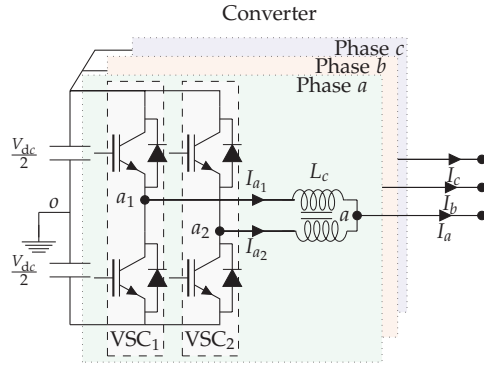 Converter
Phase c
Phase b
Phase a
V_dc/2
L_c
I_a1
a_1
I_c
o
a
I_b
a_2
I_a
I_a2
V_dc/2
VSC_1 VSC_2